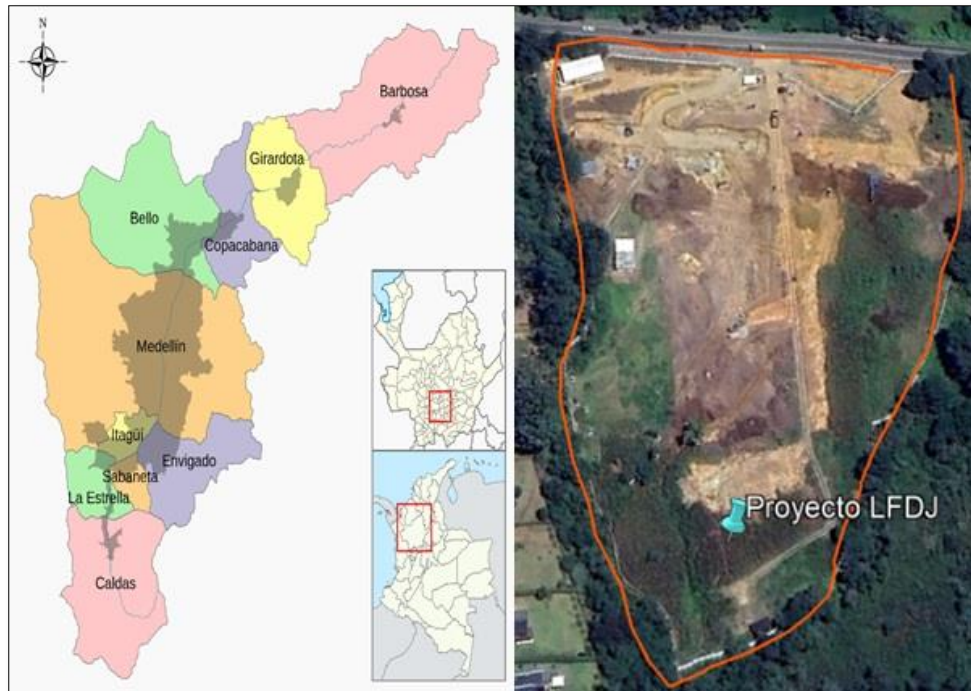 N
Barbosa
Girardota
Bello
Copacabana
Medellín
Itagüí
Envigado
Sabaneta
La Estrella
Caldas
Proyecto LFDJ